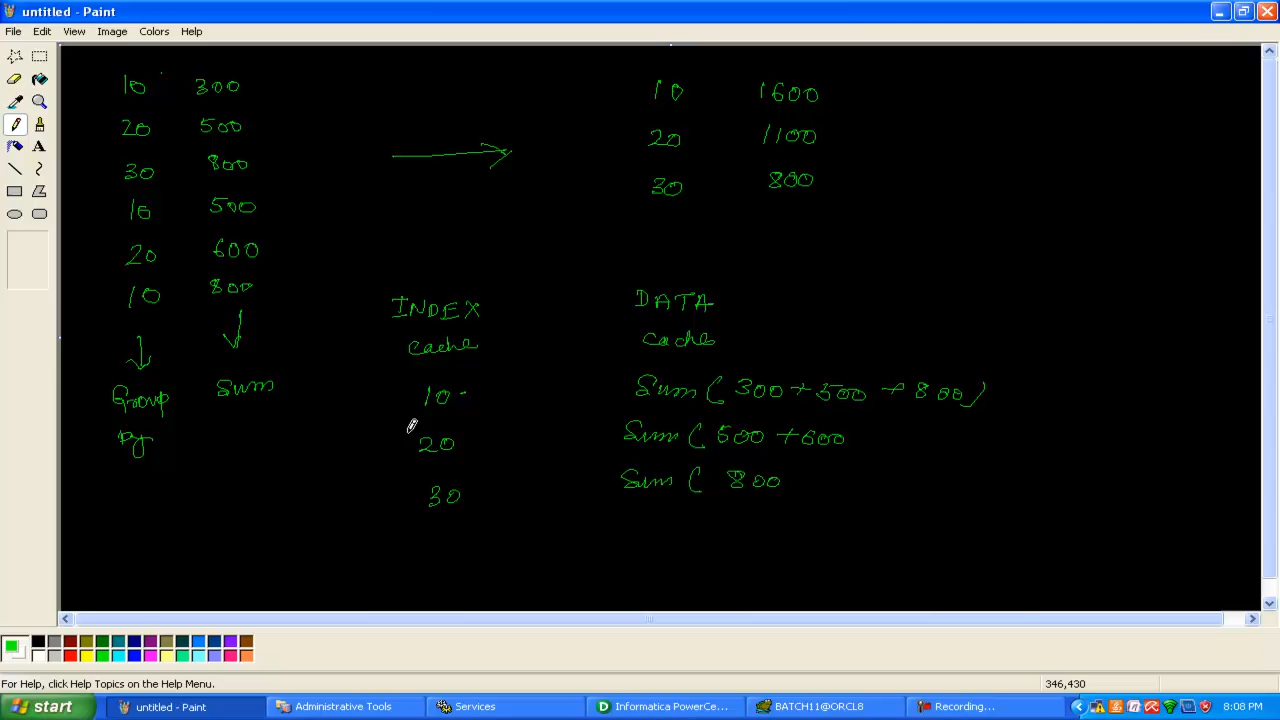 untitled - Paint
File Edit View Image Colors Help
10 300
20 500
30 800
10 500
20 600
10 800
Group By
Sum
10 1600
20 1100
30 800
INDEX cache
DATA cache
10 Sum ( 300 + 500 + 800 )
20 Sum ( 500 + 600
30 Sum ( 800
For Help, click Help Topics on the Help Menu.
346,430
start
untitled - Paint
Administrative Tools
Services
Informatica PowerCe...
BATCH11@ORCL8
Recording...
8:08 PM